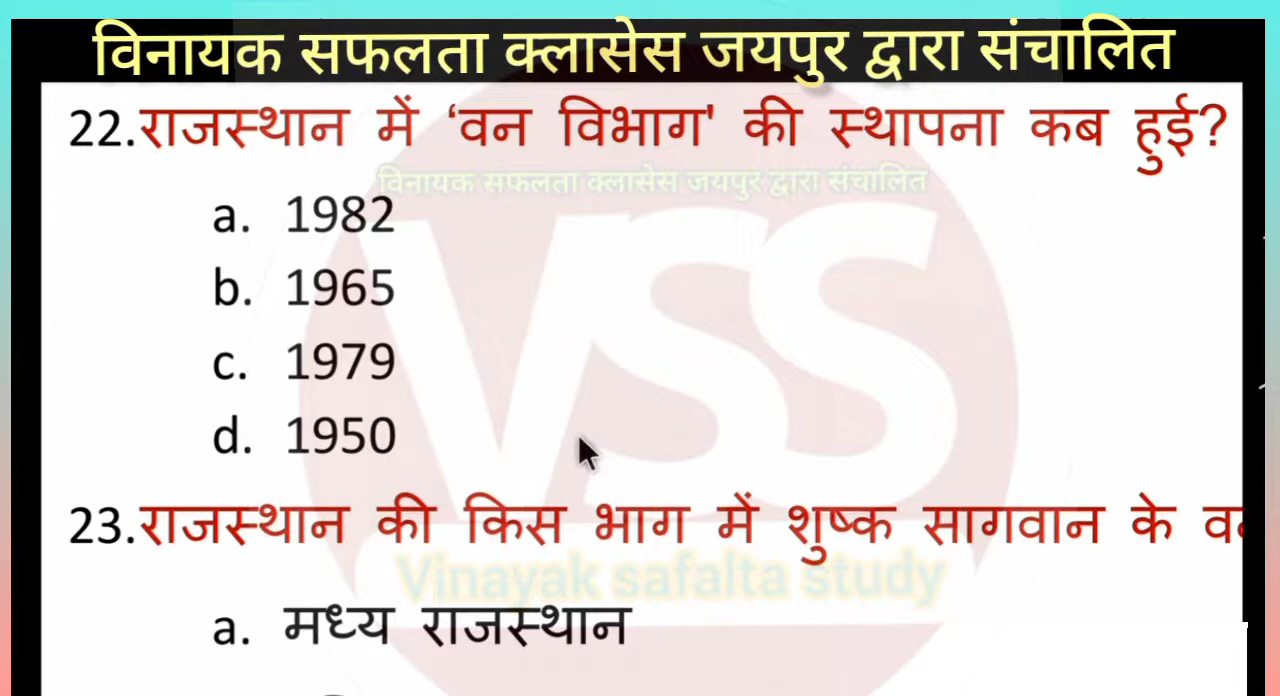 विनायक सफलता क्लासेस जयपुर द्वारा संचालित
22.राजस्थान में ‘वन विभाग' की स्थापना कब हुई?
विनायक सफलता क्लासेस जयपुर द्वारा संचालित
a. 1982
b. 1965
c. 1979
d. 1950
VSS
23.राजस्थान की किस भाग में शुष्क सागवान के
Vinayak safalta study
a. मध्य राजस्थान